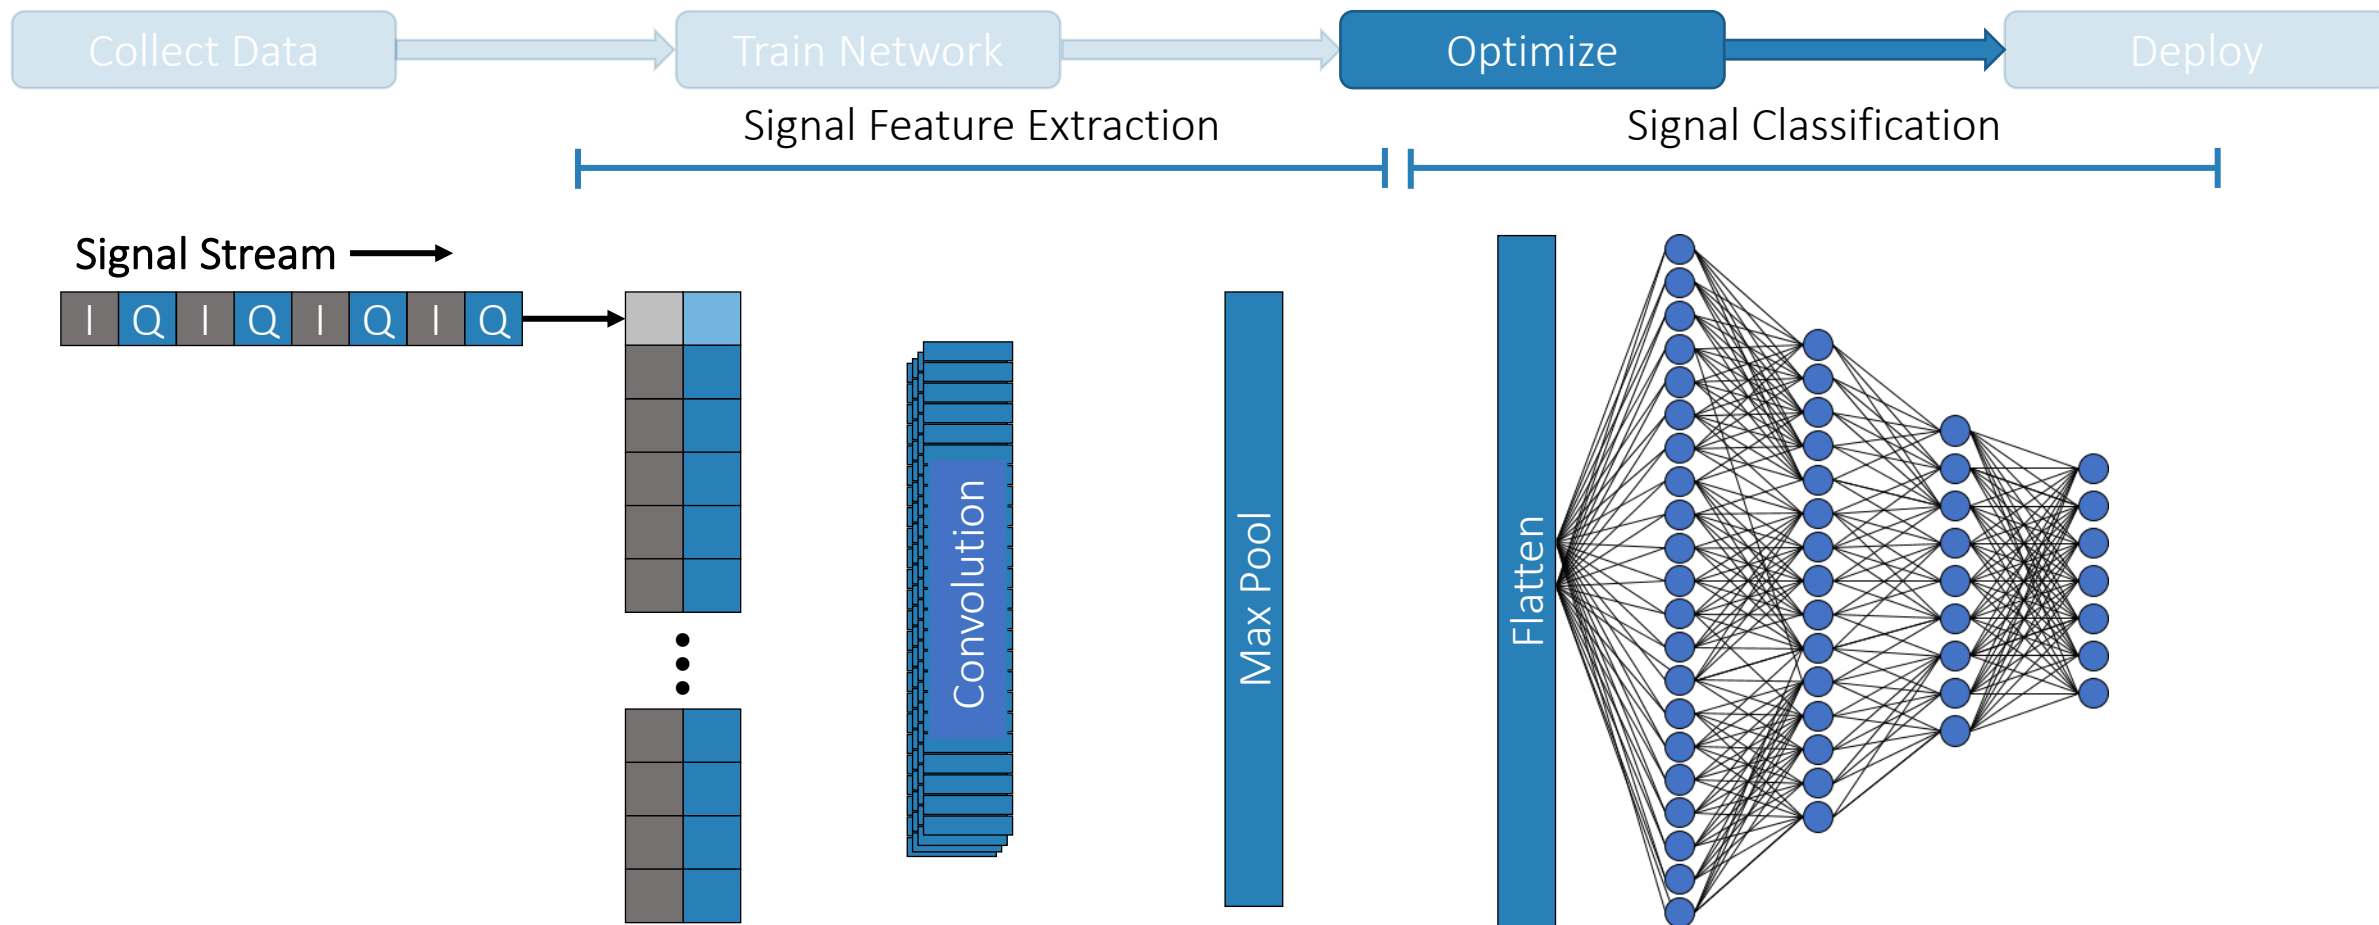 Collect Data
Train Network
Optimize
Deploy
Signal Feature Extraction
Signal Classification
Signal Stream
I Q I Q I Q I Q
Convolution
Max Pool
Flatten